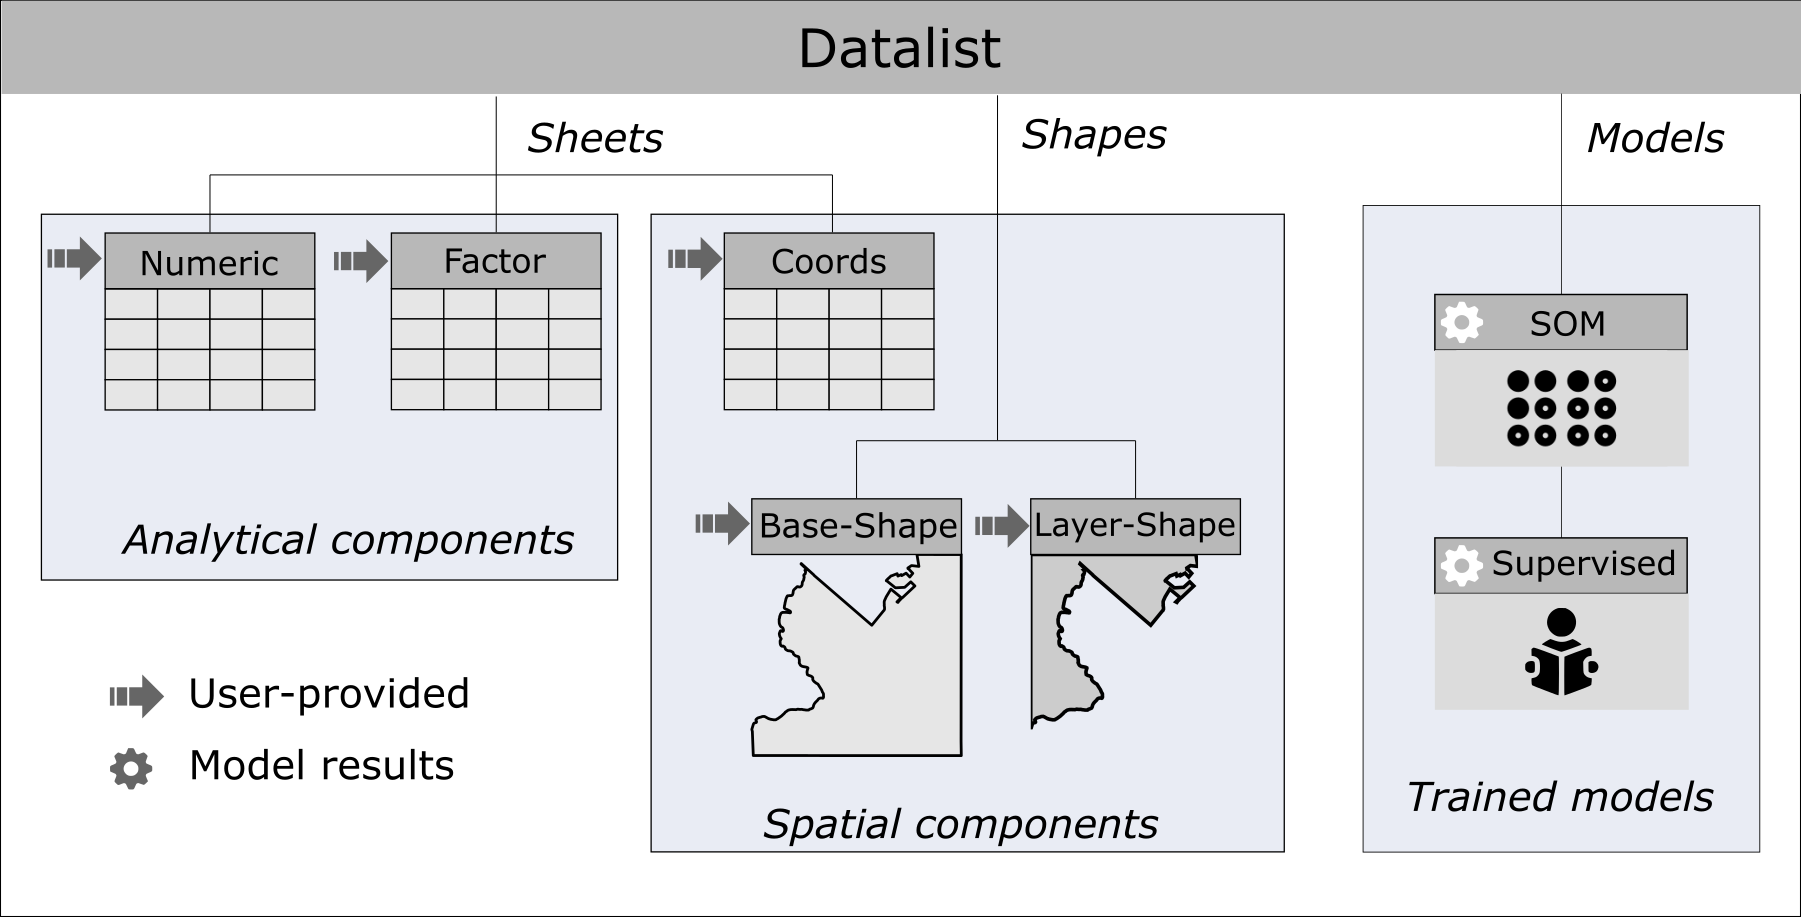 Datalist
Sheets
Shapes
Models
Numeric
Factor
Coords
SOM
Base-Shape
Layer-Shape
Supervised
Analytical components
User-provided
Model results
Spatial components
Trained models